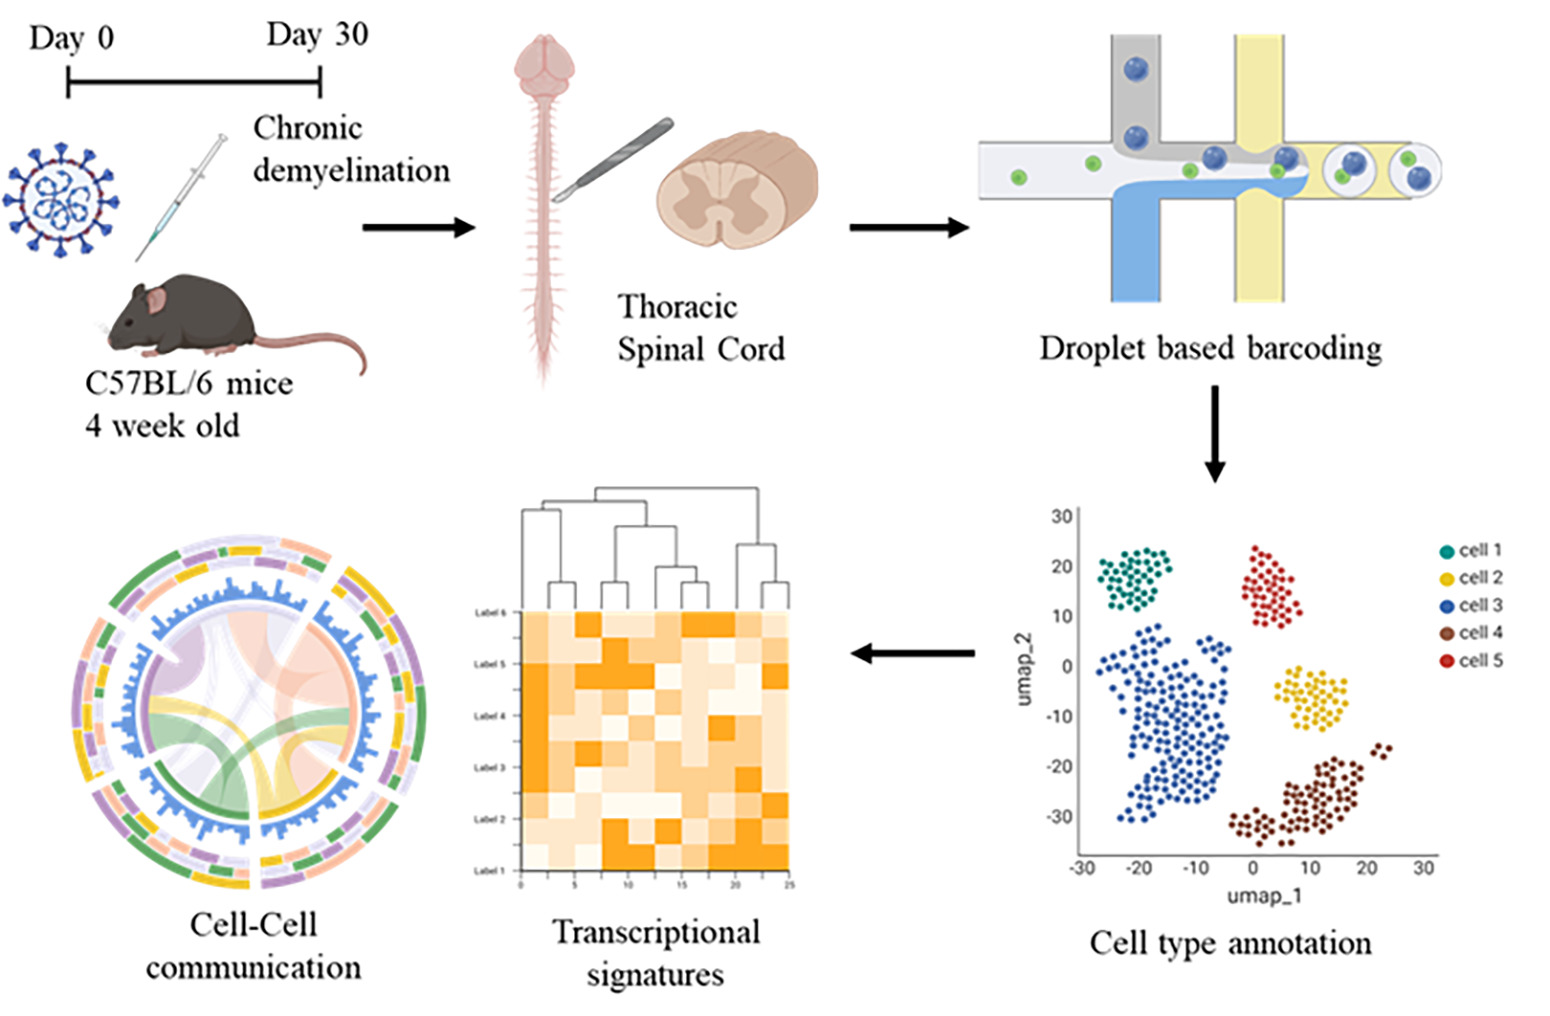 Day 0
Day 30
Chronic
demyelination
C57BL/6 mice
4 week old
Thoracic
Spinal Cord
Droplet based barcoding
30
20
10
0
-10
-20
-30
umap_2
-30 -20 -10 0 10 20 30
umap_1
cell 1
cell 2
cell 3
cell 4
cell 5
Cell type annotation
Label 6
Label 5
Label 4
Label 3
Label 2
Label 1
0 5 10 15 20 25
Transcriptional
signatures
Cell-Cell
communication